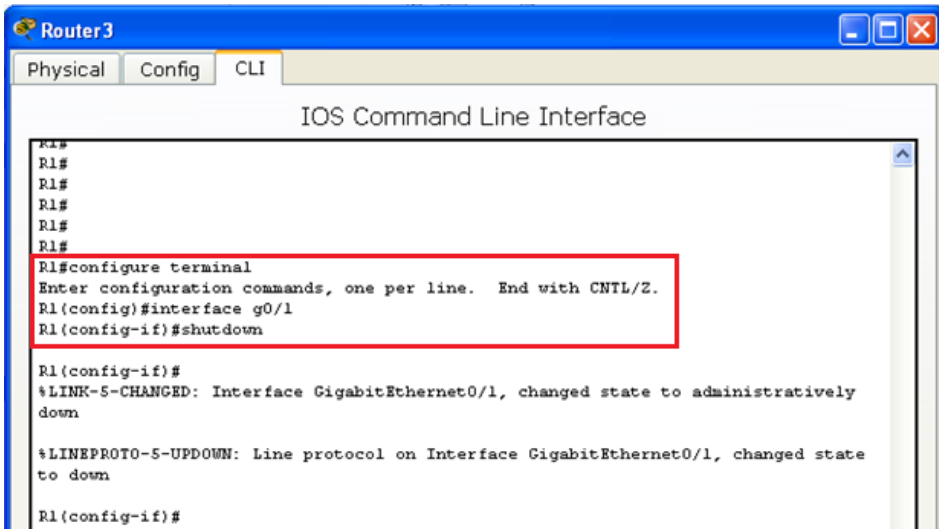 Router3
Physical Config CLI
IOS Command Line Interface
R1#
R1#
R1#
R1#
R1#
R1#
R1#configure terminal
Enter configuration commands, one per line.  End with CNTL/Z.
R1(config)#interface g0/1
R1(config-if)#shutdown
R1(config-if)#
%LINK-5-CHANGED: Interface GigabitEthernet0/1, changed state to administratively
down
%LINEPROTO-5-UPDOWN: Line protocol on Interface GigabitEthernet0/1, changed state
to down
R1(config-if)#